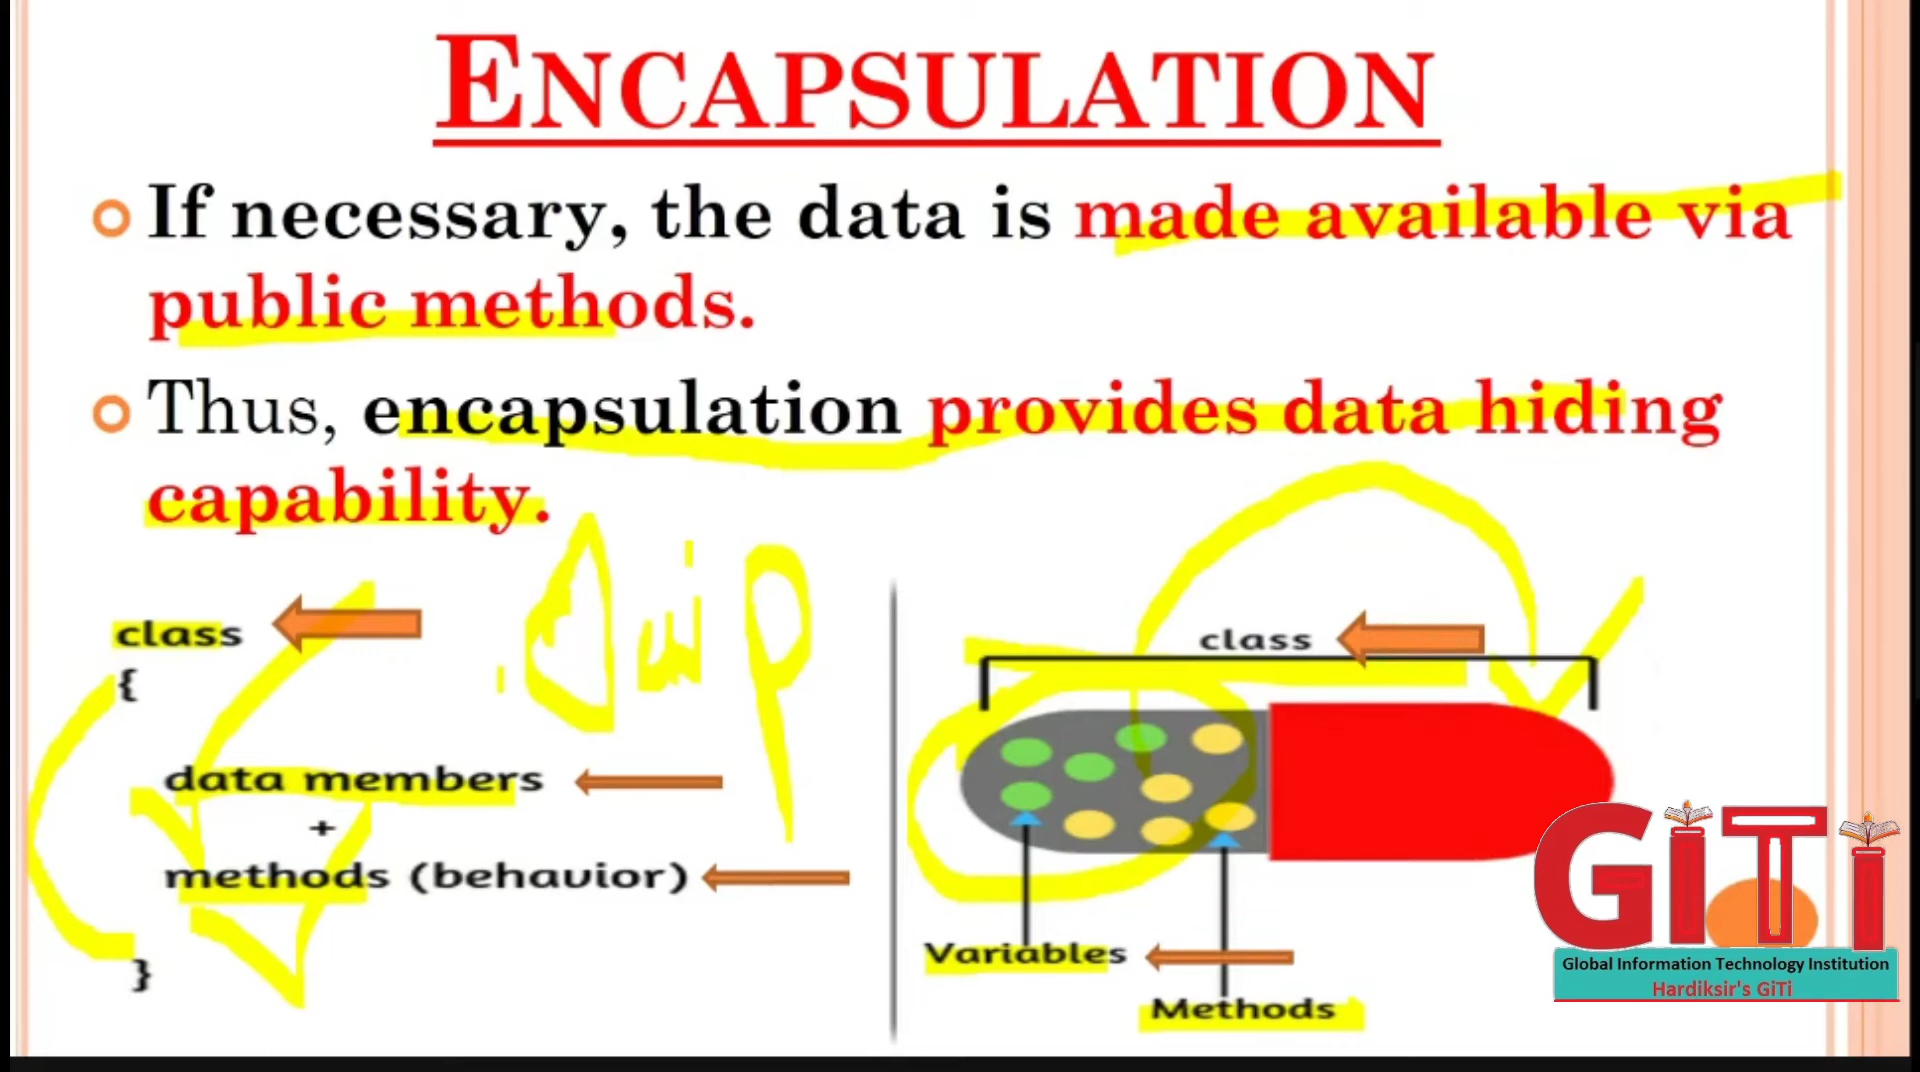 ENCAPSULATION
If necessary, the data is made available via
public methods.
Thus, encapsulation provides data hiding
capability.
class
{
data members
+
methods (behavior)
}
class
Variables
Methods
GiTi
Global Information Technology Institution
Hardiksir's GiTi